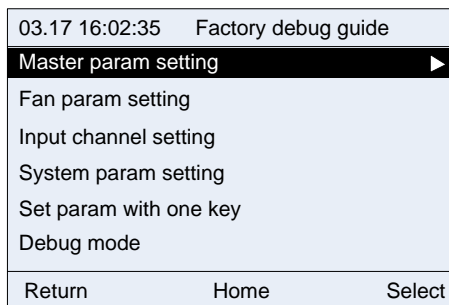 03.17 16:02:35 Factory debug guide
Master param setting
Fan param setting
Input channel setting
System param setting
Set param with one key
Debug mode
Return Home Select